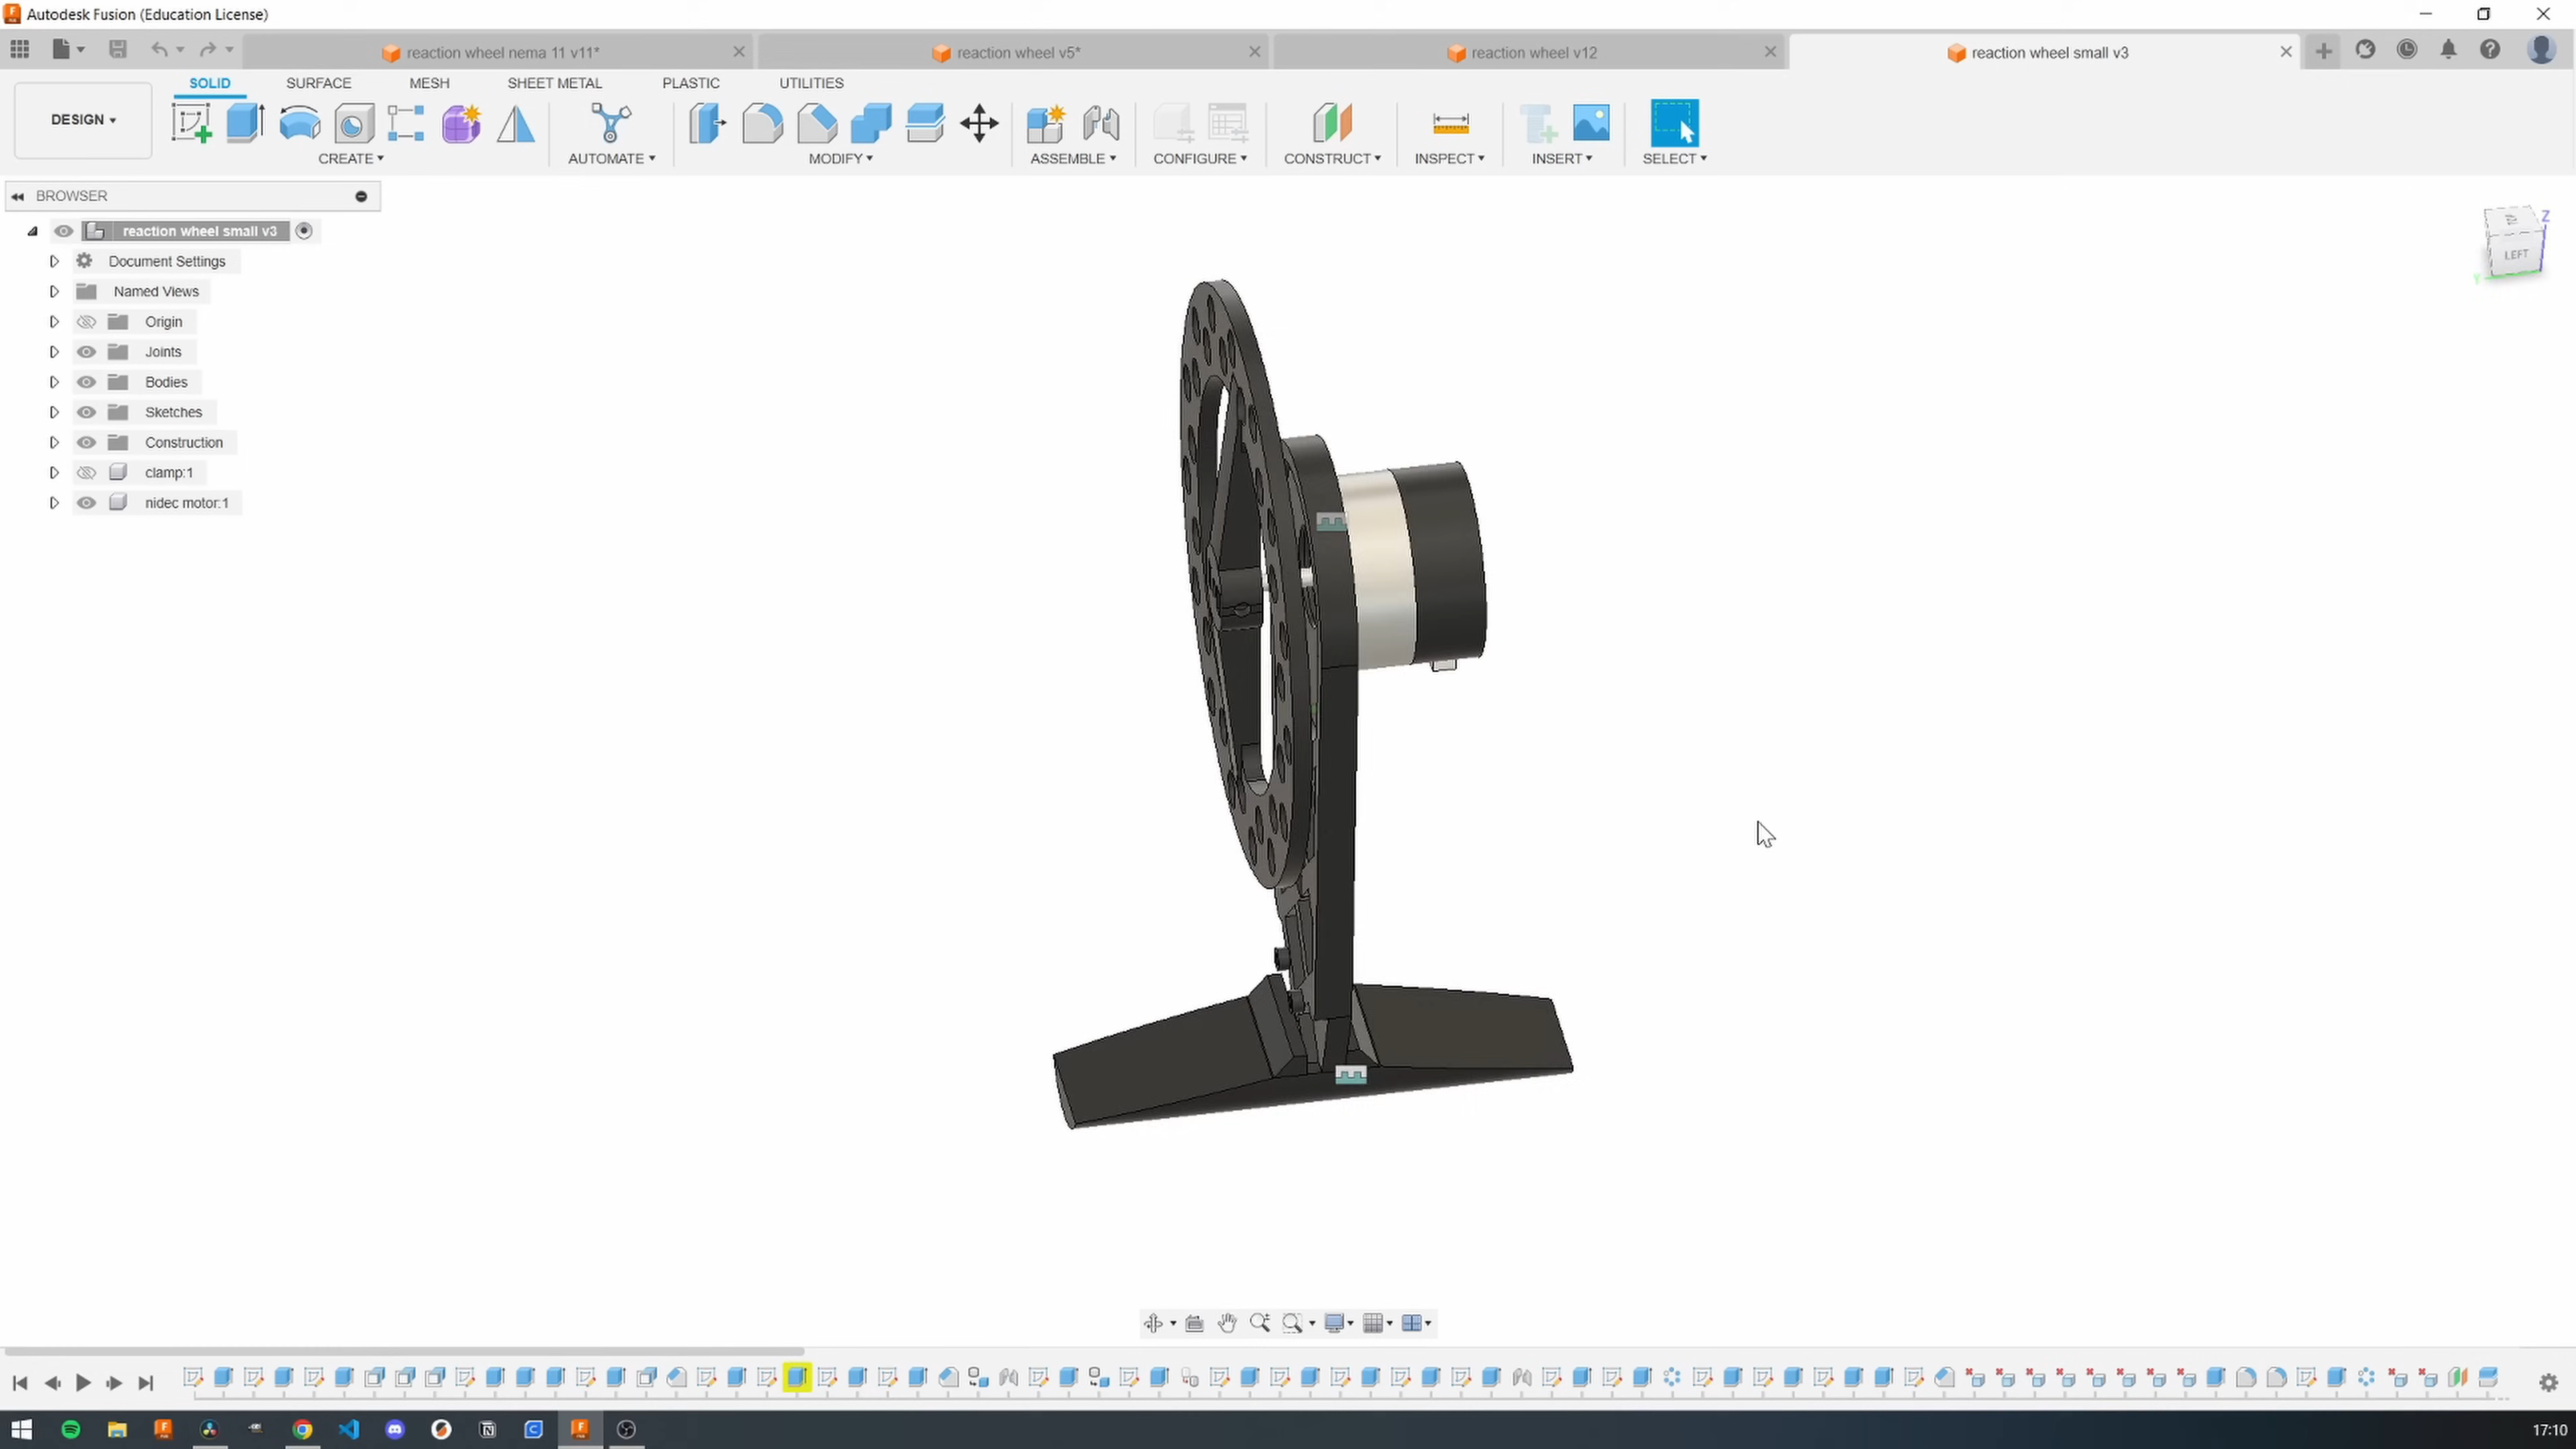 Autodesk Fusion (Education License)
reaction wheel nema 11 v11*
reaction wheel v5*
reaction wheel v12
reaction wheel small v3
SOLID
SURFACE
MESH
SHEET METAL
PLASTIC
UTILITIES
DESIGN
CREATE
AUTOMATE
MODIFY
ASSEMBLE
CONFIGURE
CONSTRUCT
INSPECT
INSERT
SELECT
BROWSER
reaction wheel small v3
Document Settings
Named Views
Origin
Joints
Bodies
Sketches
Construction
clamp:1
nidec motor:1
Z
LEFT
Y
17:10